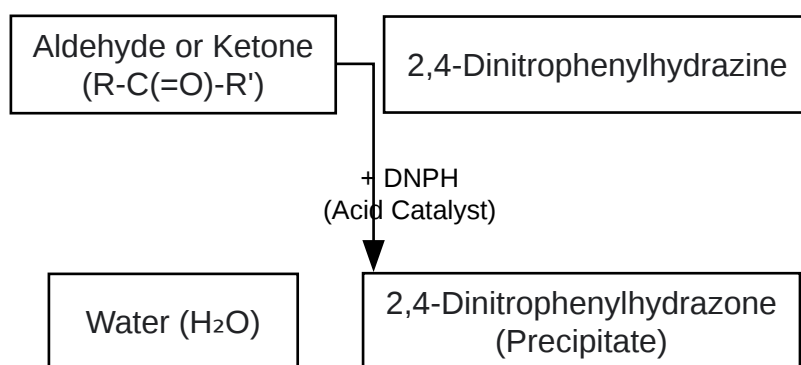 Aldehyde or Ketone
(R-C(=O)-R')
2,4-Dinitrophenylhydrazine
+ DNPH
(Acid Catalyst)
Water (H₂O)
2,4-Dinitrophenylhydrazone
(Precipitate)